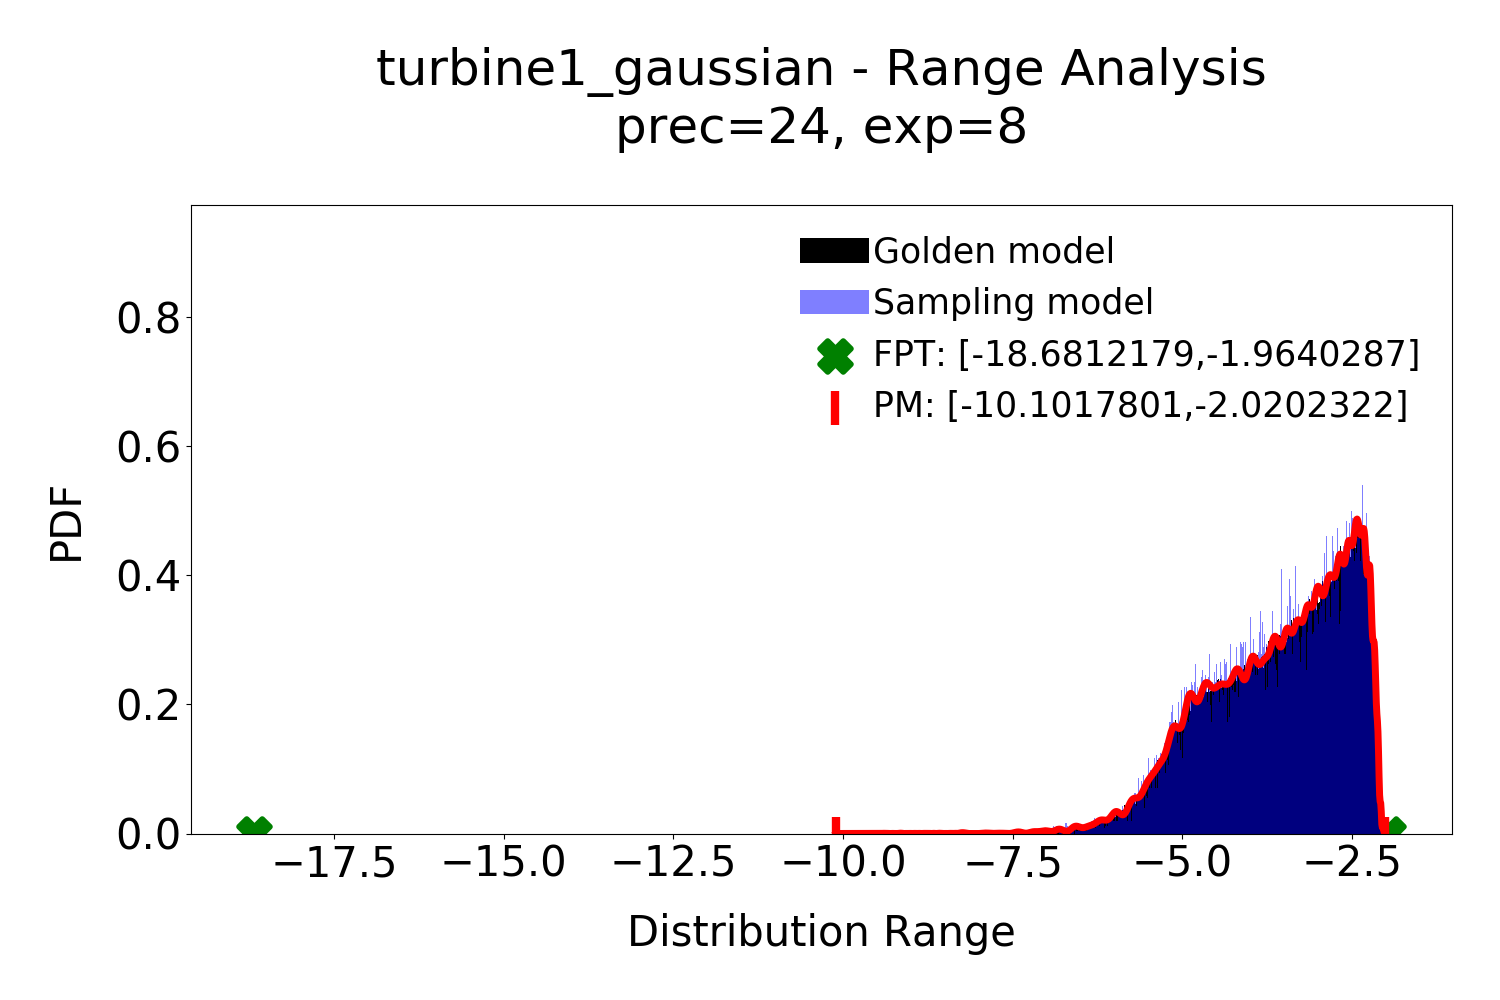 turbine1_gaussian - Range Analysis
prec=24, exp=8
Golden model
Sampling model
FPT: [-18.6812179,-1.9640287]
PM: [-10.1017801,-2.0202322]
PDF
0.8
0.6
0.4
0.2
0.0
−17.5 −15.0 −12.5 −10.0 −7.5 −5.0 −2.5
Distribution Range